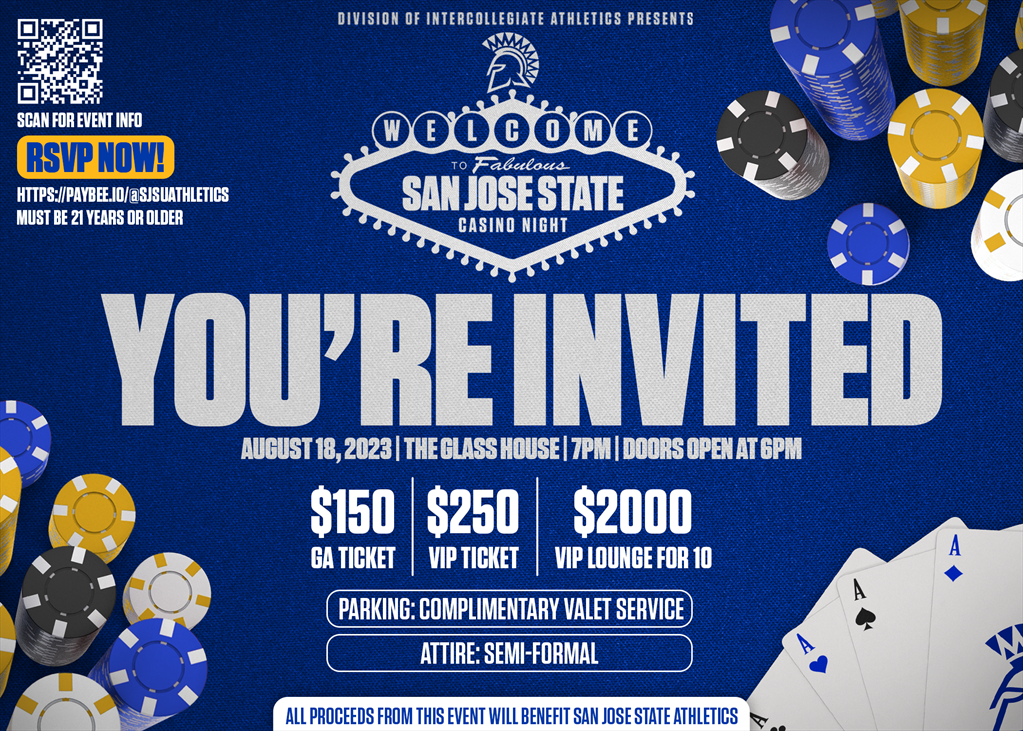 DIVISION OF INTERCOLLEGIATE ATHLETICS PRESENTS
SCAN FOR EVENT INFO
RSVP NOW!
HTTPS://PAYBEE.IO/@SJSUATHLETICS
MUST BE 21 YEARS OR OLDER
WELCOME
TO Fabulous
SAN JOSE STATE
CASINO NIGHT
YOU'RE INVITED
AUGUST 18, 2023 | THE GLASS HOUSE | 7PM | DOORS OPEN AT 6PM
$150 $250 $2000
GA TICKET VIP TICKET VIP LOUNGE FOR 10
PARKING: COMPLIMENTARY VALET SERVICE
ATTIRE: SEMI-FORMAL
A
A
A
A
ALL PROCEEDS FROM THIS EVENT WILL BENEFIT SAN JOSE STATE ATHLETICS